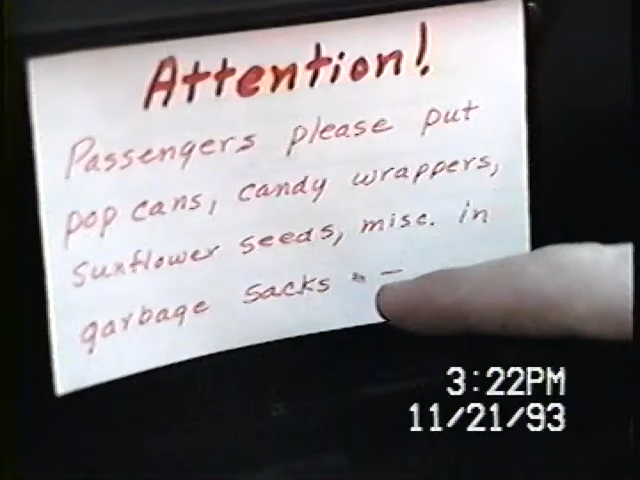 Attention!
Passengers please put
pop cans, candy wrappers,
sunflower seeds, misc. in
garbage sacks
3:22PM
11/21/93